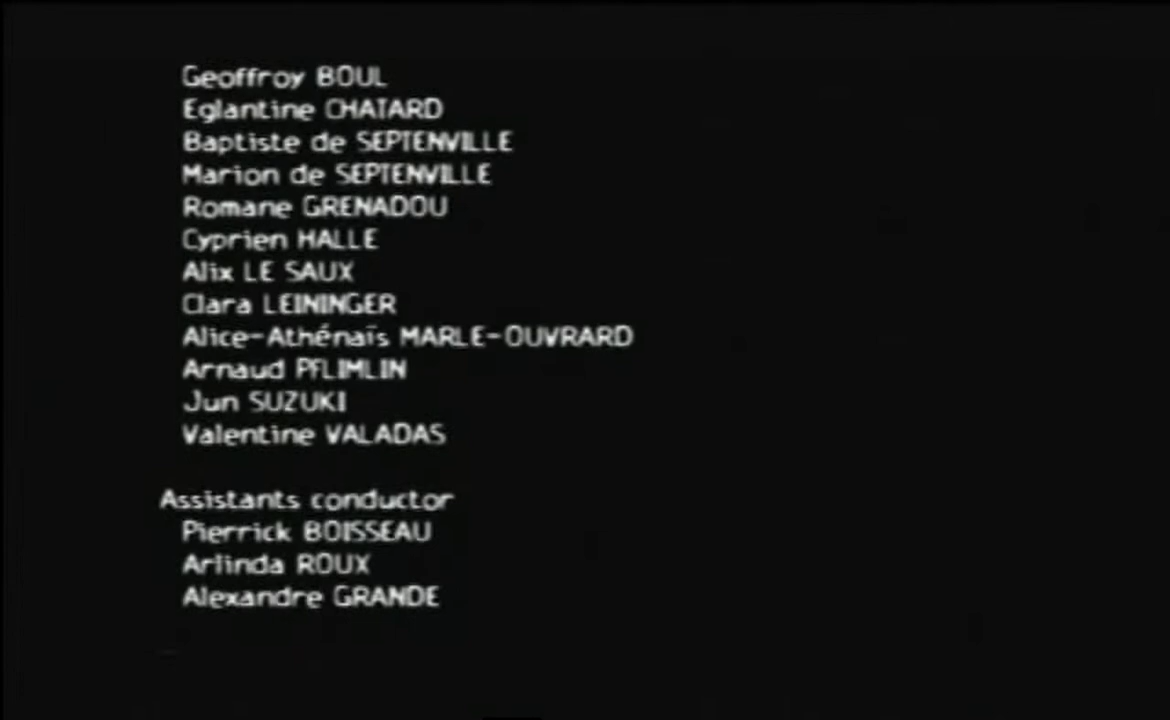 Geoffroy BOUL
Eglantine CHATARD
Baptiste de SEPTENVILLE
Marion de SEPTENVILLE
Romane GRENADOU
Cyprien HALLE
Alix LE SAUX
Clara LEININGER
Alice-Athénaïs MARLE-OUVRARD
Arnaud PFLIMLIN
Jun SUZUKI
Valentine VALADAS
Assistants conductor
Pierrick BOISSEAU
Arlinda ROUX
Alexandre GRANDE